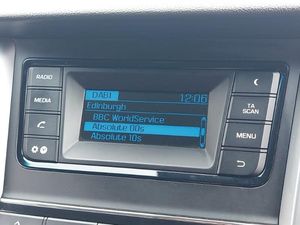 RADIO
MEDIA
DAB1
12:06
Edinburgh
BBC WorldService
Absolute 00s
Absolute 10s
TA
SCAN
MENU